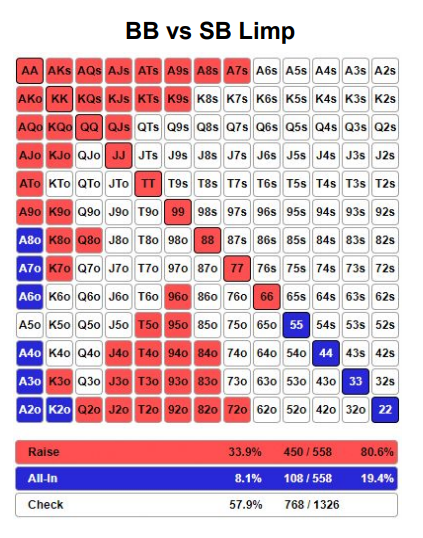 BB vs SB Limp
AA AKs AQs AJs ATs A9s A8s A7s A6s A5s A4s A3s A2s
AKo KK KQs KJs KTs K9s K8s K7s K6s K5s K4s K3s K2s
AQo KQo QQ QJs QTs Q9s Q8s Q7s Q6s Q5s Q4s Q3s Q2s
AJo KJo QJo JJ JTs J9s J8s J7s J6s J5s J4s J3s J2s
ATo KTo QTo JTo TT T9s T8s T7s T6s T5s T4s T3s T2s
A9o K9o Q9o J9o T9o 99 98s 97s 96s 95s 94s 93s 92s
A8o K8o Q8o J8o T8o 98o 88 87s 86s 85s 84s 83s 82s
A7o K7o Q7o J7o T7o 97o 87o 77 76s 75s 74s 73s 72s
A6o K6o Q6o J6o T6o 96o 86o 76o 66 65s 64s 63s 62s
A5o K5o Q5o J5o T5o 95o 85o 75o 65o 55 54s 53s 52s
A4o K4o Q4o J4o T4o 94o 84o 74o 64o 54o 44 43s 42s
A3o K3o Q3o J3o T3o 93o 83o 73o 63o 53o 43o 33 32s
A2o K2o Q2o J2o T2o 92o 82o 72o 62o 52o 42o 32o 22
Raise 33.9% 450 / 558 80.6%
All-In 8.1% 108 / 558 19.4%
Check 57.9% 768 / 1326